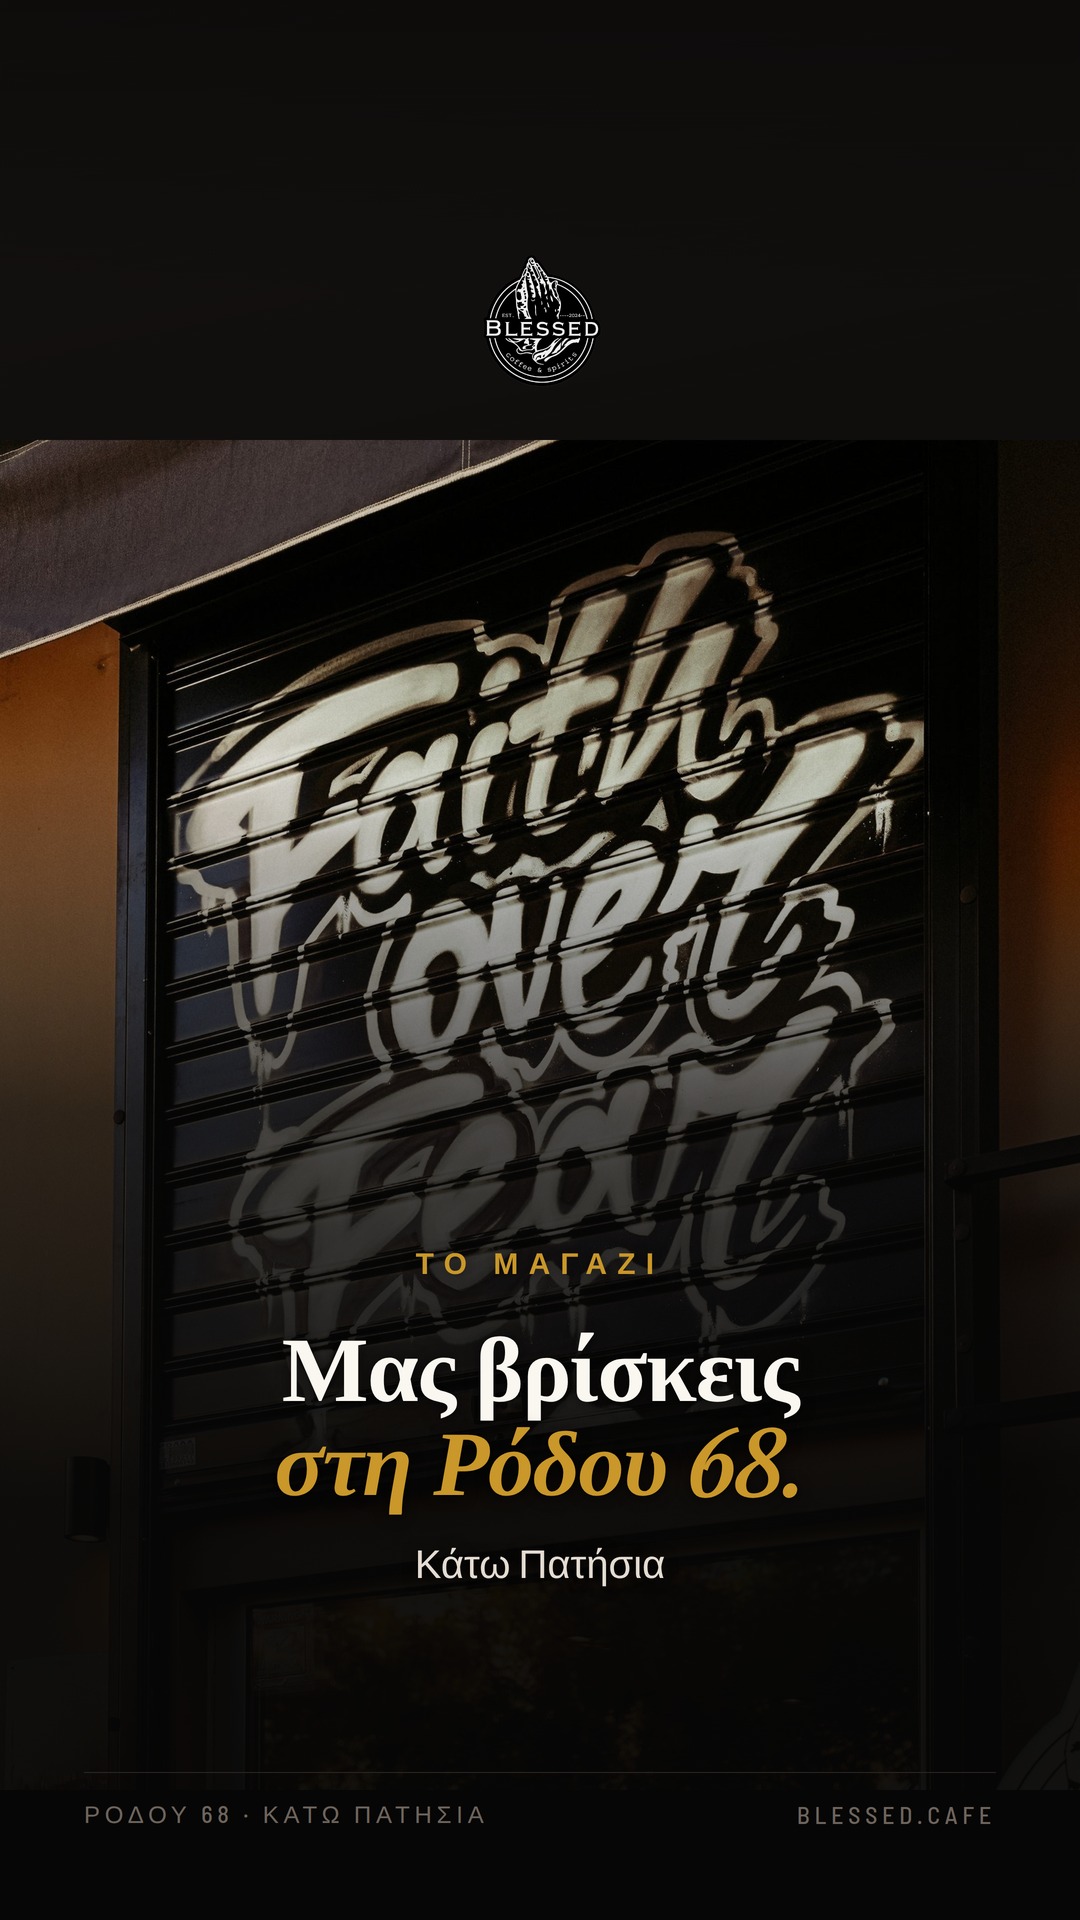 EST. 2024
BLESSED
coffee & spirits
Faith
over
Fear
ΤΟ ΜΑΓΑΖΙ
Μας βρίσκεις
στη Ρόδου 68.
Κάτω Πατήσια
ΡΟΔΟΥ 68 · ΚΑΤΩ ΠΑΤΗΣΙΑ
BLESSED.CAFE